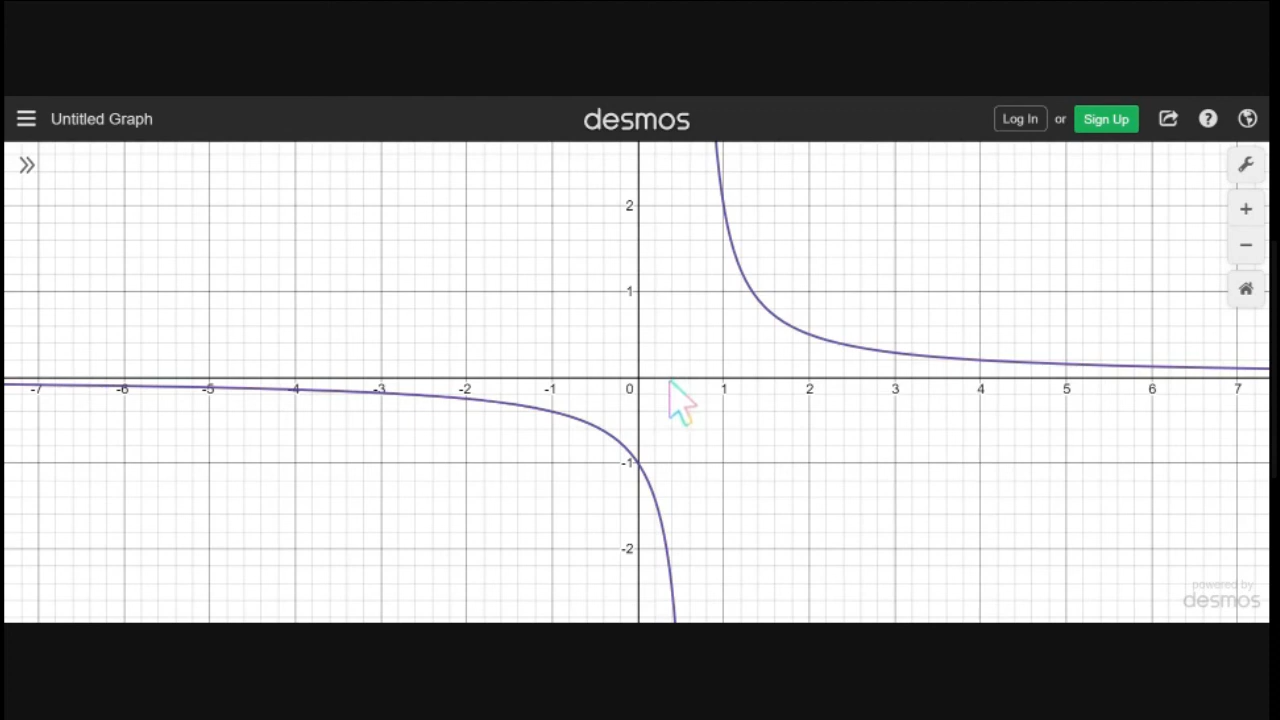 Untitled Graph
desmos
Log In or Sign Up
2
1
-7 -6 -5 -4 -3 -2 -1 0 1 2 3 4 5 6 7
-1
-2
powered by
desmos